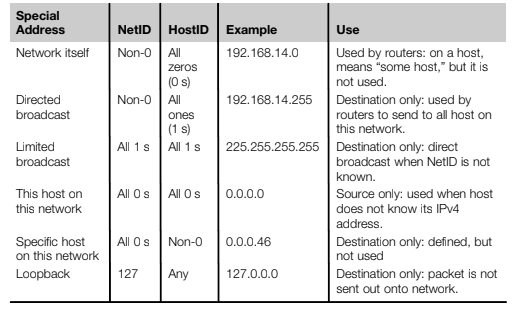 Special Address NetID HostID Example Use
Network itself Non-0 All zeros (0 s) 192.168.14.0 Used by routers: on a host, means “some host,” but it is not used.
Directed broadcast Non-0 All ones (1 s) 192.168.14.255 Destination only: used by routers to send to all host on this network.
Limited broadcast All 1 s All 1 s 225.255.255.255 Destination only: direct broadcast when NetID is not known.
This host on this network All 0 s All 0 s 0.0.0.0 Source only: used when host does not know its IPv4 address.
Specific host on this network All 0 s Non-0 0.0.0.46 Destination only: defined, but not used
Loopback 127 Any 127.0.0.0 Destination only: packet is not sent out onto network.